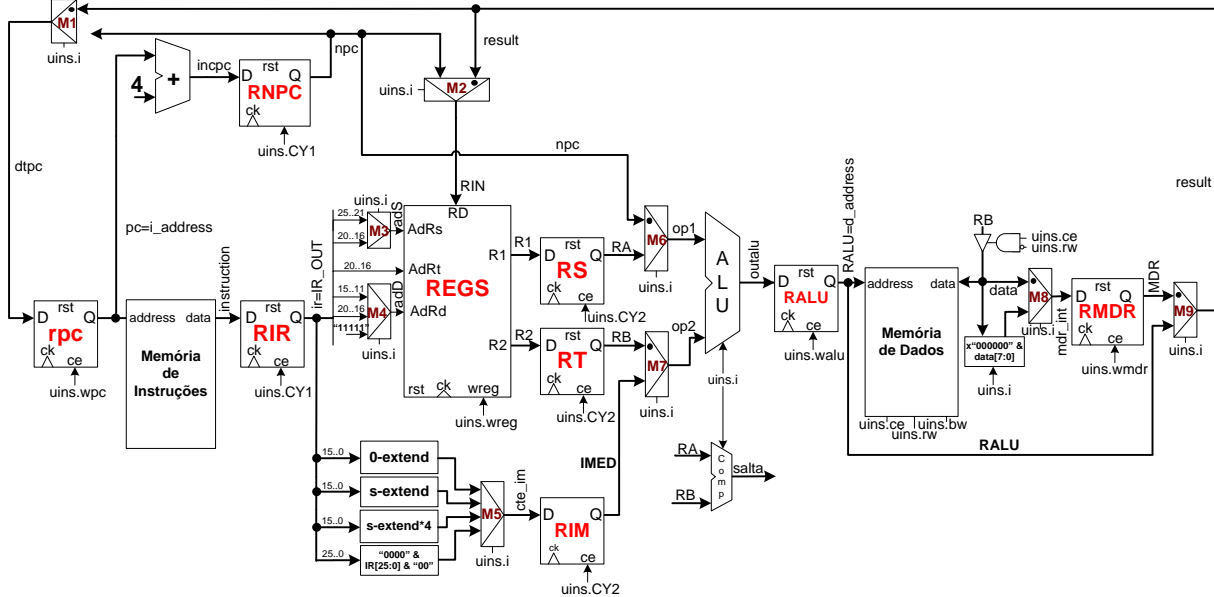 M1
uins.i
npc
result
incpc
4
+
D rst Q
RNPC
ck
uins.CY1
uins.i
M2
dtpc
npc
RIN
result
pc=i_address
instruction
ir=IR_OUT
uins.i
25..21
20..16
M3
radS
20..16
15..11
20..16
"11111"
M4
radD
uins.i
RD
AdRs
AdRt
AdRd
REGS
R1
R2
rst
ck
wreg
uins.wreg
R1
D rst Q
RS
ck
ce
uins.CY2
RA
R2
D rst Q
RT
ck
ce
uins.CY2
RB
M6
uins.i
op1
M7
uins.i
op2
ALU
outalu
uins.i
D rst Q
RALU
ck
ce
uins.walu
RALU=d_address
address
data
Memória
de Dados
uins.ce
uins.rw
uins.bw
RB
uins.ce
uins.rw
data
x"000000" &
data[7:0]
uins.i
M8
uins.i
mdr_int
D rst Q
RMDR
ck
ce
uins.wmdr
MDR
M9
uins.i
RALU
D rst Q
rpc
ck
ce
uins.wpc
address
data
Memória
de
Instruções
D rst Q
RIR
ck
ce
uins.CY1
15..0
0-extend
15..0
s-extend
15..0
s-extend*4
25..0
"0000" &
IR[25:0] & "00"
M5
uins.i
cte_im
D Q
RIM
ck
ce
uins.CY2
IMED
RA
RB
Comp
salta